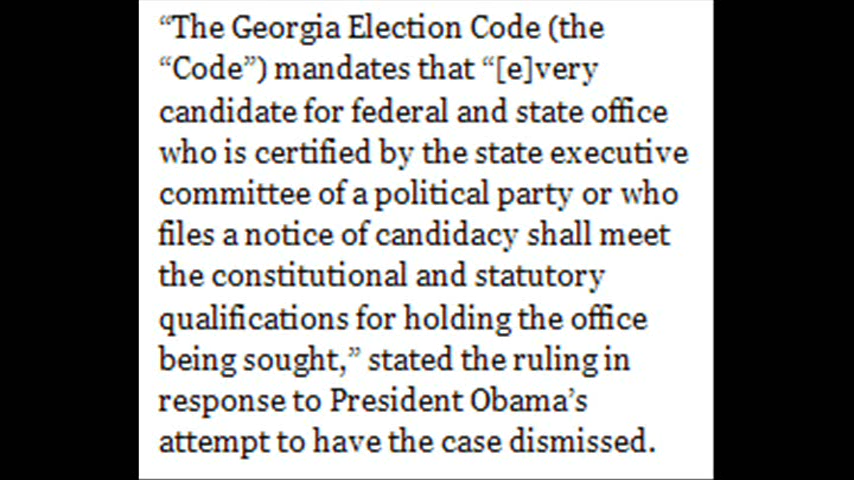 “The Georgia Election Code (the
“Code”) mandates that “[e]very
candidate for federal and state office
who is certified by the state executive
committee of a political party or who
files a notice of candidacy shall meet
the constitutional and statutory
qualifications for holding the office
being sought,” stated the ruling in
response to President Obama’s
attempt to have the case dismissed.